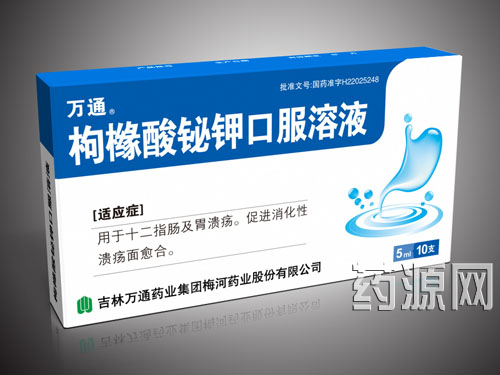 批准文号:国药准字H22025248
万通®
枸橼酸铋钾口服溶液
[适应症]
用于十二指肠及胃溃疡。促进消化性
溃疡面愈合。
5ml 10支
吉林万通药业集团梅河药业股份有限公司
药源网